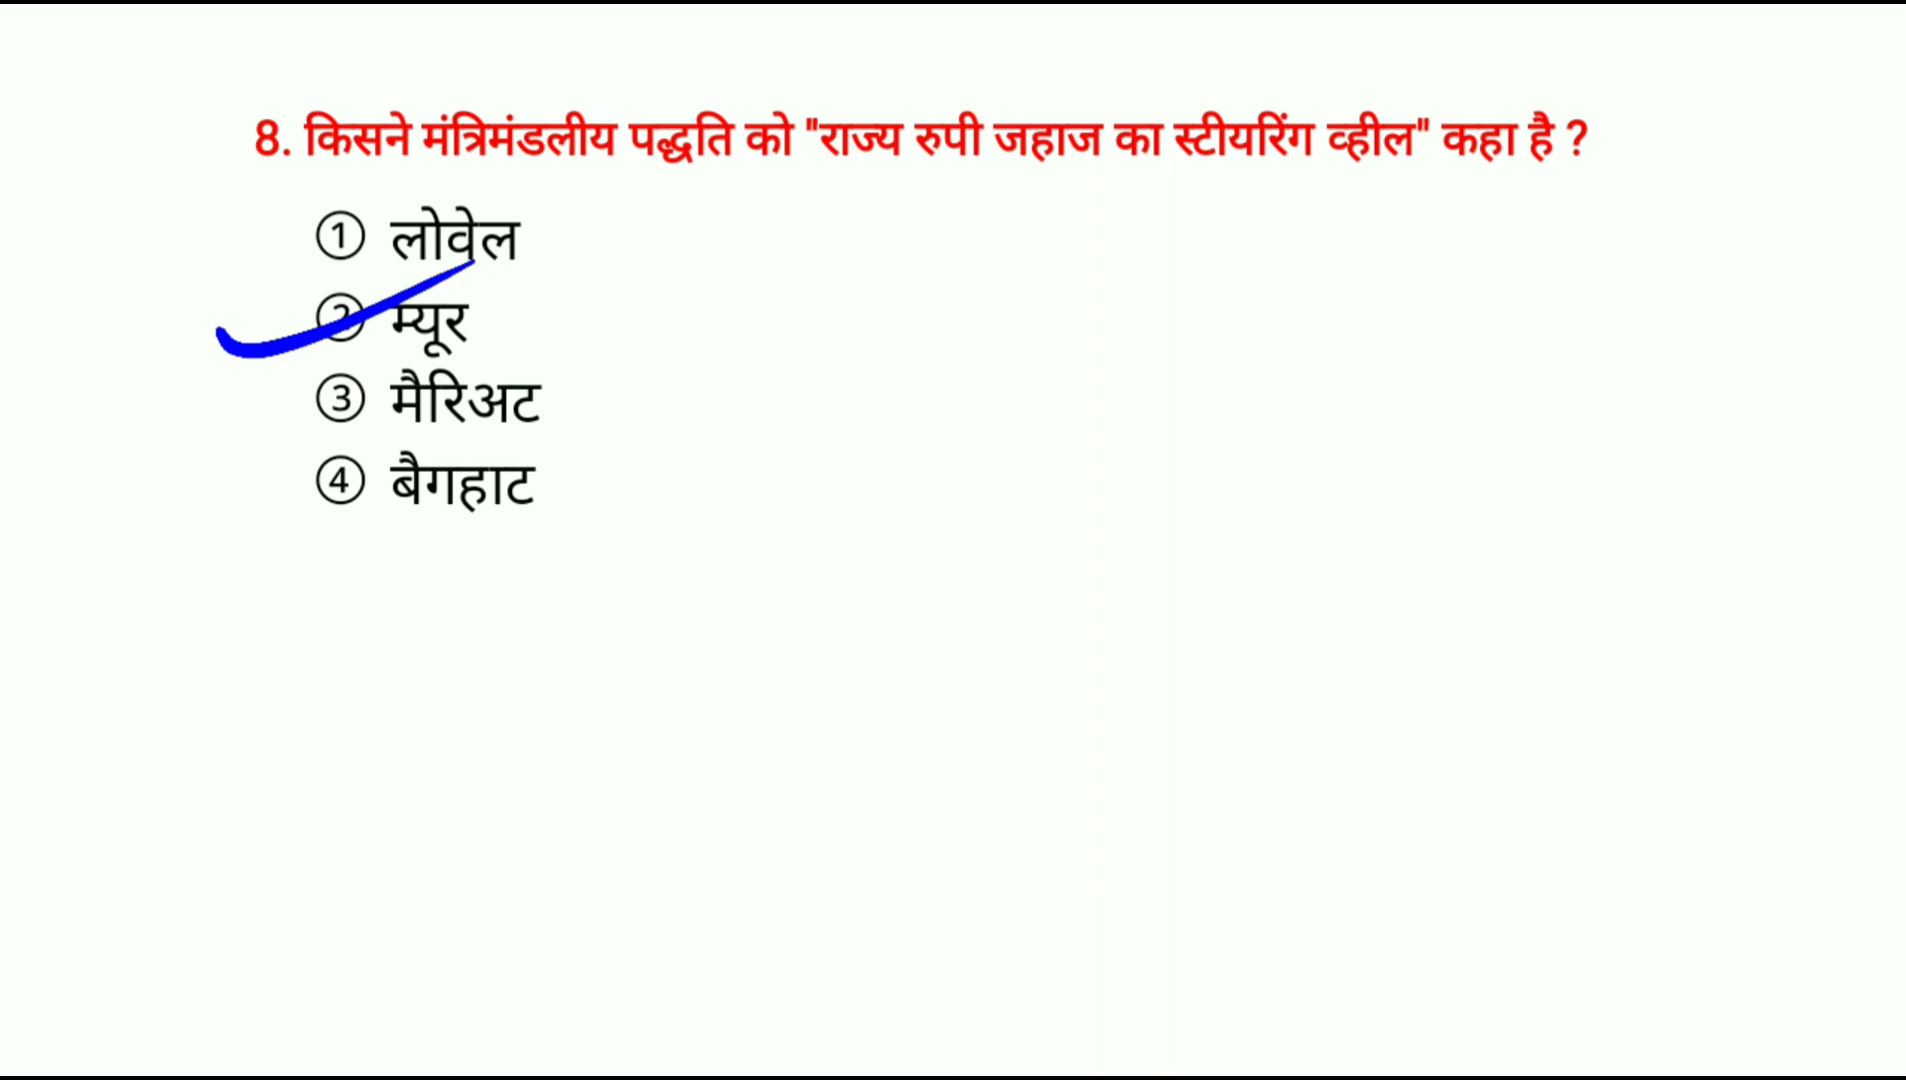 8. किसने मंत्रिमंडलीय पद्धति को "राज्य रुपी जहाज का स्टीयरिंग व्हील" कहा है ?
① लोवेल
② म्यूर
③ मैरिअट
④ बैगहाट